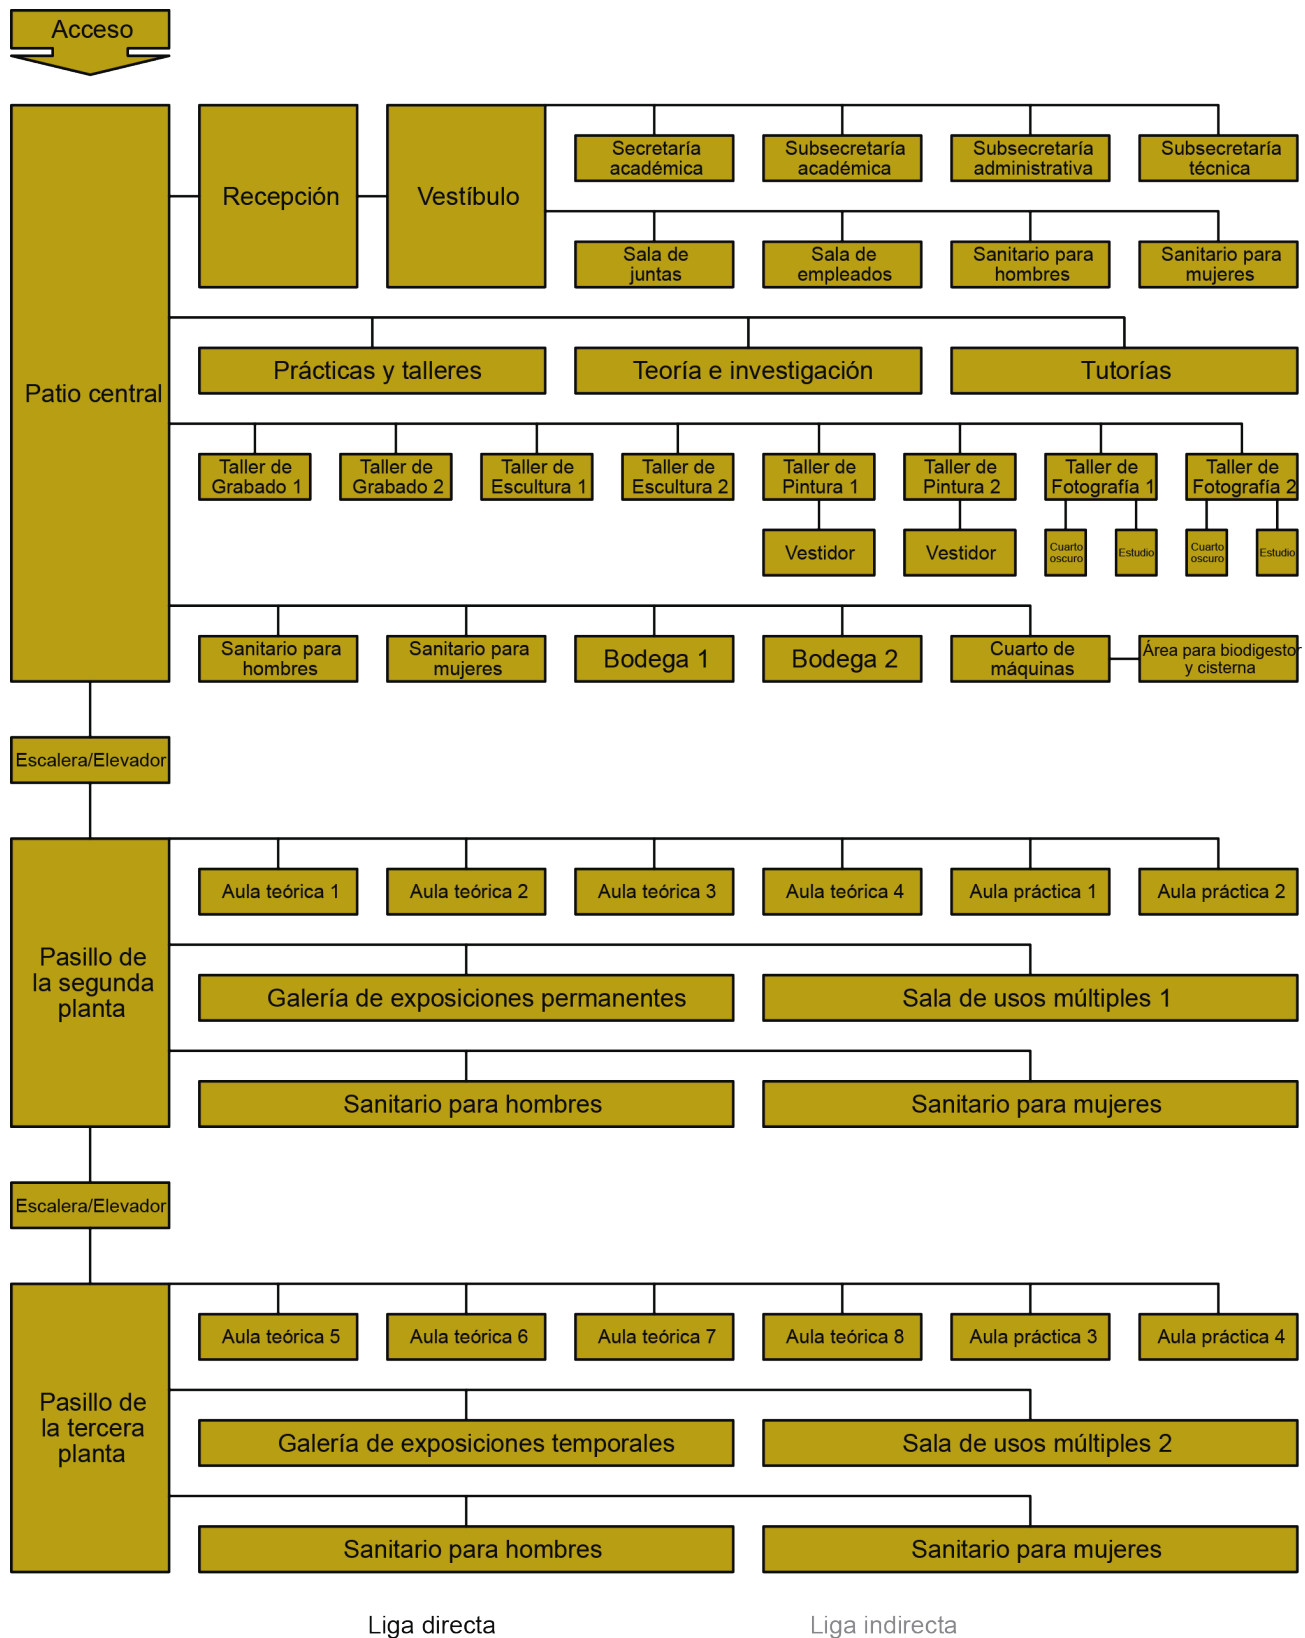 Acceso
Recepción
Vestíbulo
Secretaría
académica
Subsecretaría
académica
Subsecretaría
administrativa
Subsecretaría
técnica
Sala de
juntas
Sala de
empleados
Sanitario para
hombres
Sanitario para
mujeres
Patio central
Prácticas y talleres
Teoría e investigación
Tutorías
Taller de
Grabado 1
Taller de
Grabado 2
Taller de
Escultura 1
Taller de
Escultura 2
Taller de
Pintura 1
Taller de
Pintura 2
Taller de
Fotografía 1
Taller de
Fotografía 2
Vestidor
Vestidor
Cuarto
oscuro
Estudio
Cuarto
oscuro
Estudio
Sanitario para
hombres
Sanitario para
mujeres
Bodega 1
Bodega 2
Cuarto de
máquinas
Área para biodigestor
y cisterna
Escalera/Elevador
Pasillo de
la segunda
planta
Aula teórica 1
Aula teórica 2
Aula teórica 3
Aula teórica 4
Aula práctica 1
Aula práctica 2
Galería de exposiciones permanentes
Sala de usos múltiples 1
Sanitario para hombres
Sanitario para mujeres
Escalera/Elevador
Pasillo de
la tercera
planta
Aula teórica 5
Aula teórica 6
Aula teórica 7
Aula teórica 8
Aula práctica 3
Aula práctica 4
Galería de exposiciones temporales
Sala de usos múltiples 2
Sanitario para hombres
Sanitario para mujeres
Liga directa
Liga indirecta